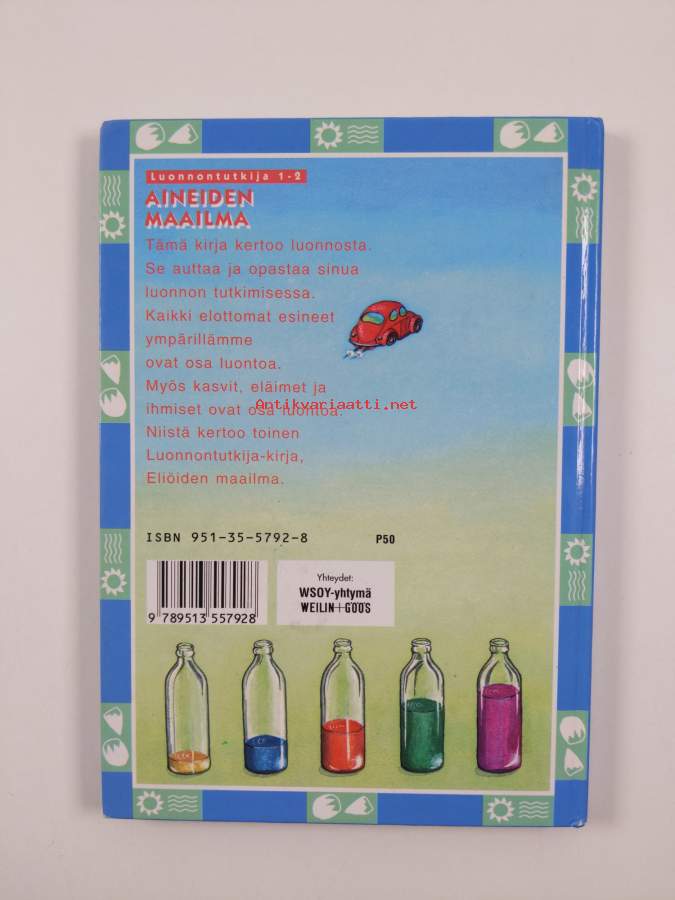 Luonnontutkija 1-2
AINEIDEN
MAAILMA
Tämä kirja kertoo luonnosta.
Se auttaa ja opastaa sinua
luonnon tutkimisessa.
Kaikki elottomat esineet
ympärillämme
ovat osa luontoa.
Myös kasvit, eläimet ja
ihmiset ovat osa luontoa.
Antikvariaatti.net
Niistä kertoo toinen
Luonnontutkija-kirja,
Eliöiden maailma.
ISBN 951-35-5792-8 P50
Yhteydet:
WSOY-yhtymä
WEILIN+GÖÖS
9 789513 557928